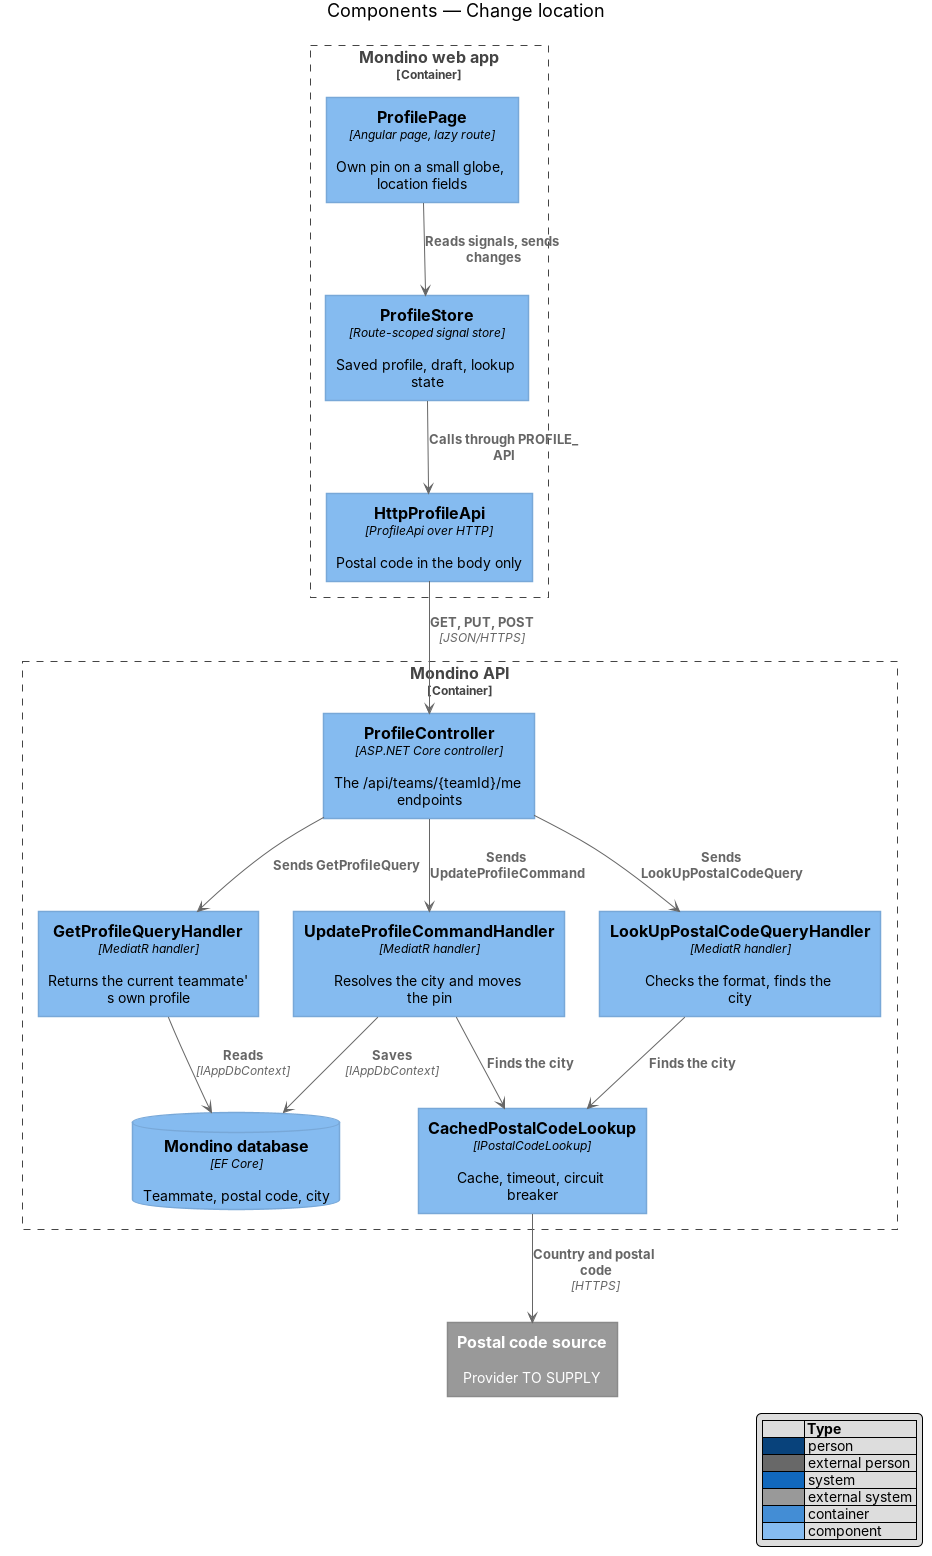 Components — Change location
Mondino web app
[Container]
ProfilePage
[Angular page, lazy route]
Own pin on a small globe,
location fields
Reads signals, sends
changes
ProfileStore
[Route-scoped signal store]
Saved profile, draft, lookup
state
Calls through PROFILE_
API
HttpProfileApi
[ProfileApi over HTTP]
Postal code in the body only
GET, PUT, POST
[JSON/HTTPS]
Mondino API
[Container]
ProfileController
[ASP.NET Core controller]
The /api/teams/{teamId}/me
endpoints
Sends GetProfileQuery
Sends
UpdateProfileCommand
Sends
LookUpPostalCodeQuery
GetProfileQueryHandler
[MediatR handler]
Returns the current teammate'
s own profile
UpdateProfileCommandHandler
[MediatR handler]
Resolves the city and moves
the pin
LookUpPostalCodeQueryHandler
[MediatR handler]
Checks the format, finds the
city
Reads
[IAppDbContext]
Saves
[IAppDbContext]
Finds the city
Finds the city
Mondino database
[EF Core]
Teammate, postal code, city
CachedPostalCodeLookup
[IPostalCodeLookup]
Cache, timeout, circuit
breaker
Country and postal
code
[HTTPS]
Postal code source
Provider TO SUPPLY
Type
person
external person
system
external system
container
component